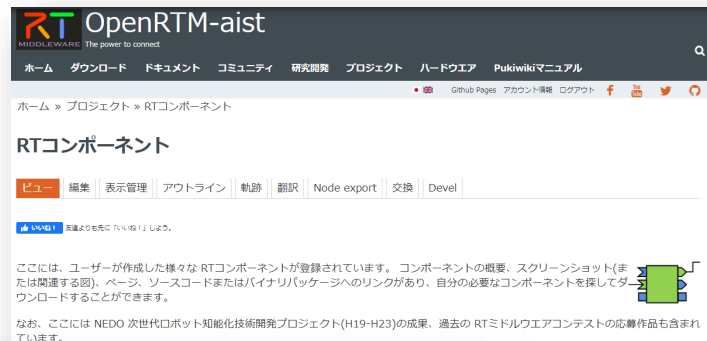 RT
MIDDLEWARE
OpenRTM-aist
The power to connect
ホーム ダウンロード ドキュメント コミュニティ 研究開発 プロジェクト ハードウエア Pukiwikiマニュアル
Github Pages アカウント情報 ログアウト
ホーム » プロジェクト » RTコンポーネント
RTコンポーネント
ビュー 編集 表示管理 アウトライン 軌跡 翻訳 Node export 交換 Devel
いいね! 友達よりも先に「いいね!」しよう。
ここには、ユーザーが作成した様々な RTコンポーネントが登録されています。 コンポーネントの概要、スクリーンショット(ま
たは関連する図)、ページ、ソースコードまたはバイナリパッケージへのリンクがあり、自分の必要なコンポーネントを探してダ
ウンロードすることができます。
なお、ここには NEDO 次世代ロボット知能化技術開発プロジェクト(H19-H23)の成果、過去の RTミドルウエアコンテストの応募作品も含まれ
ています。